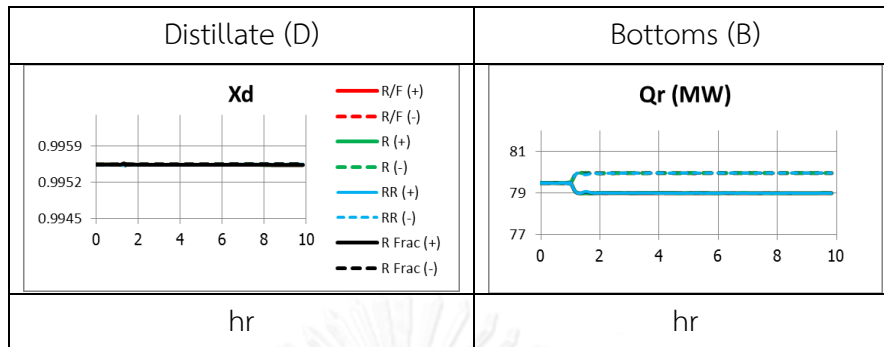 Distillate (D)
Bottoms (B)
Xd
0.9959
0.9952
0.9945
0 2 4 6 8 10
R/F (+)
R/F (-)
R (+)
R (-)
RR (+)
RR (-)
R Frac (+)
R Frac (-)
Qr (MW)
81
79
77
0 2 4 6 8 10
hr
hr